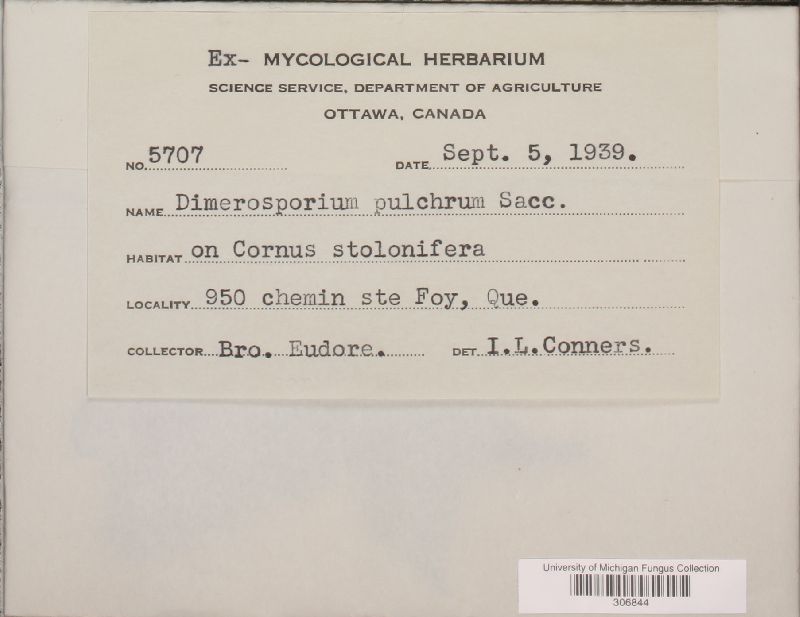 Ex- MYCOLOGICAL HERBARIUM
SCIENCE SERVICE, DEPARTMENT OF AGRICULTURE
OTTAWA, CANADA
NO. 5707 DATE Sept. 5, 1939.
NAME Dimerosporium pulchrum Sacc.
HABITAT on Cornus stolonifera
LOCALITY 950 chemin ste Foy, Que.
COLLECTOR Bro. Eudore. DET. I.L.Conners.
University of Michigan Fungus Collection
306844